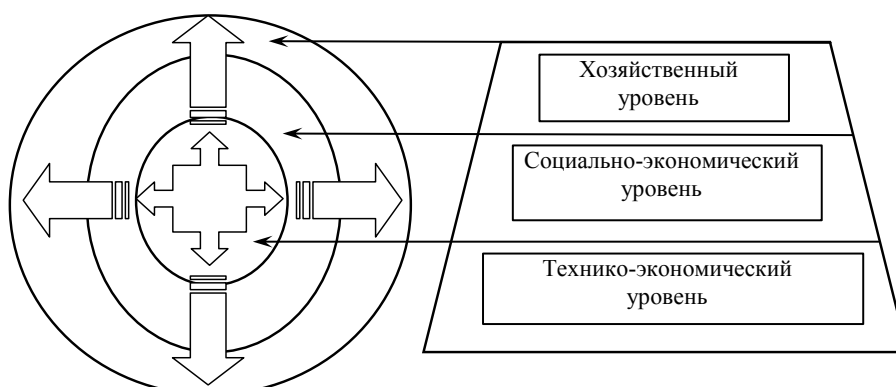 Хозяйственный
уровень
Социально-экономический
уровень
Технико-экономический
уровень